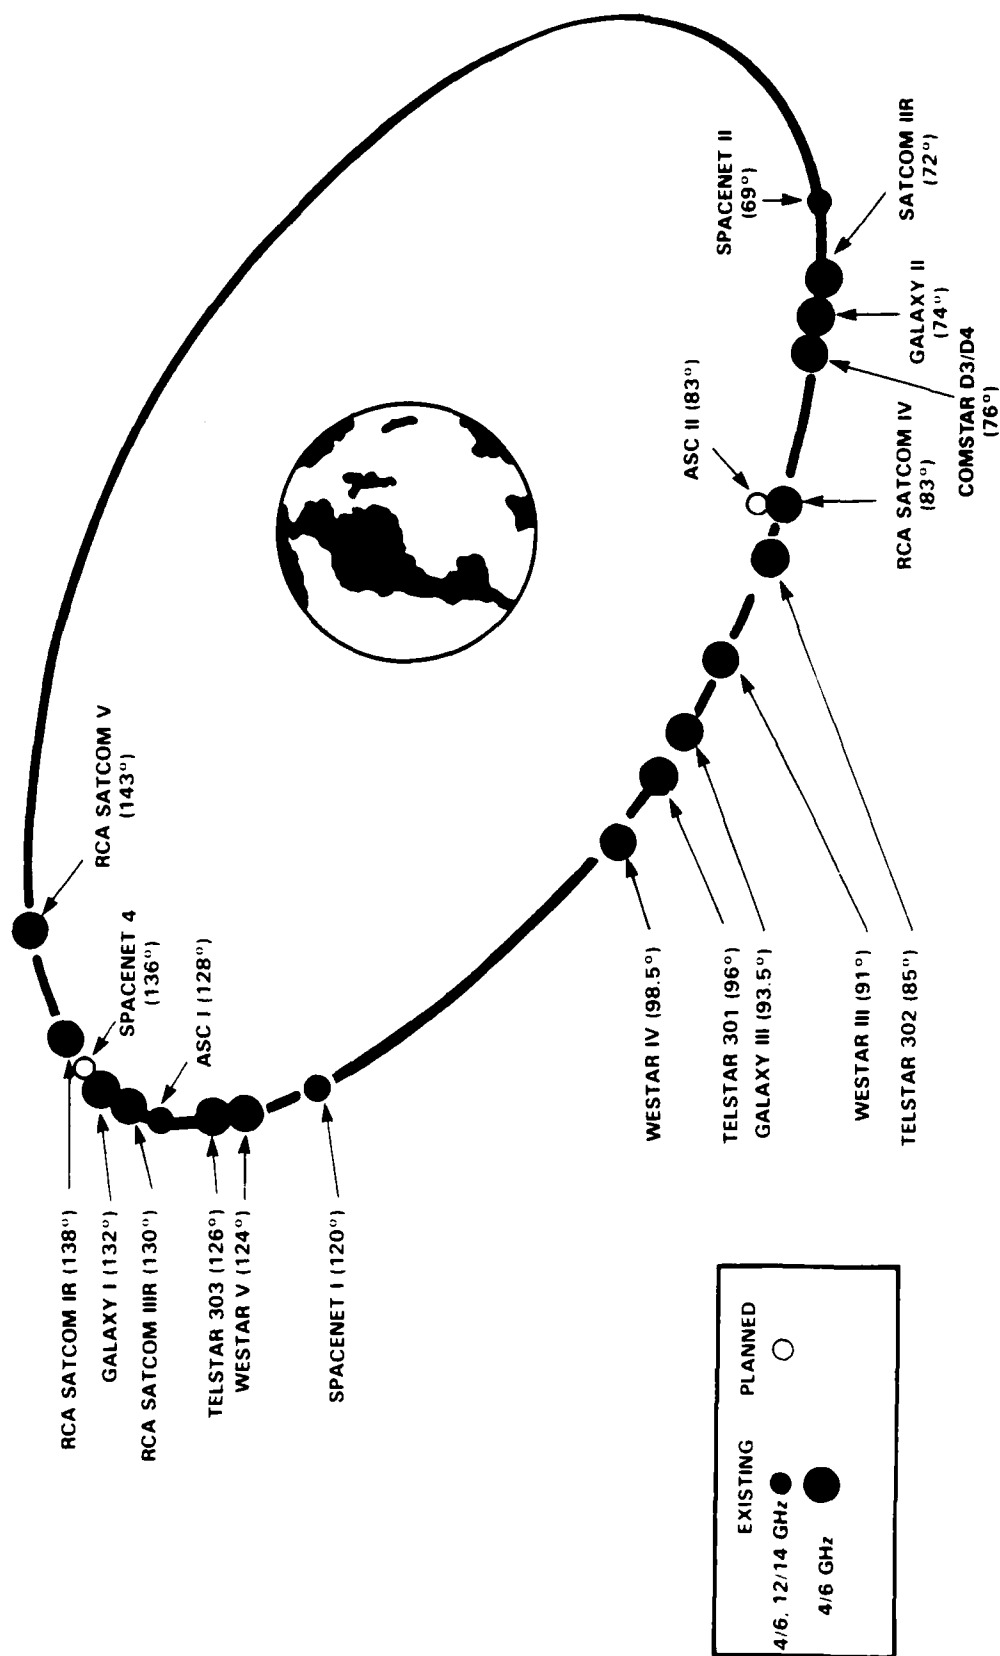 RCA SATCOM IR (138°)
GALAXY I (132°)
RCA SATCOM IIIR (130°)
TELSTAR 303 (126°)
WESTAR V (124°)
SPACENET I (120°)
RCA SATCOM V
(143°)
SPACENET 4
(136°)
ASC I (128°)
WESTAR IV (98.5°)
TELSTAR 301 (96°)
GALAXY III (93.5°)
WESTAR III (91°)
TELSTAR 302 (85°)
ASC II (83°)
RCA SATCOM IV
(83°)
COMSTAR D3/D4
(76°)
GALAXY II
(74°)
SATCOM IIR
(72°)
SPACENET II
(69°)
EXISTING PLANNED
4/6, 12/14 GHz
4/6 GHz